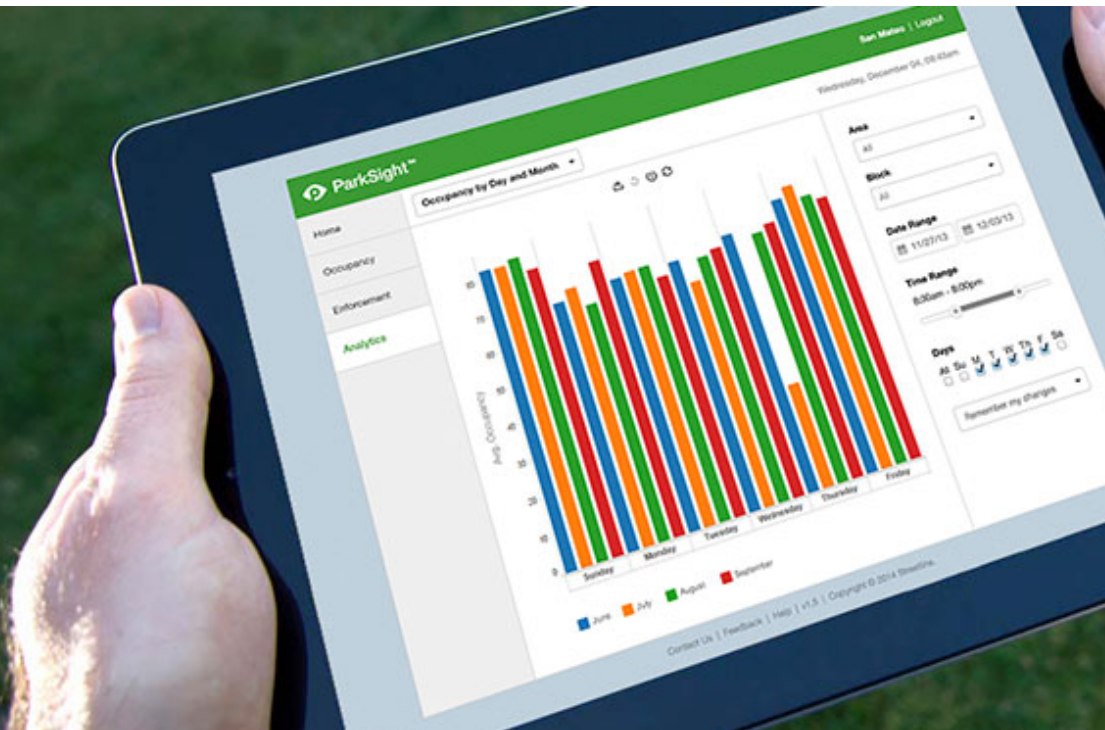 San Mateo | Logout
Wednesday, December 04, 09:43am
ParkSight™
Occupancy by Day and Month
Home
Occupancy
Enforcement
Analytics
Avg. Occupancy
80
70
60
50
40
30
20
10
0
Sunday
Monday
Tuesday
Wednesday
Thursday
Friday
June
July
August
September
Area
All
Block
All
Date Range
11/27/13
12/03/13
Time Range
8:00am - 8:00pm
Days
All Su M T W Th F Sa
Remember my changes
Contact Us | Feedback | Help | v1.5 | Copyright © 2014 Streetline.